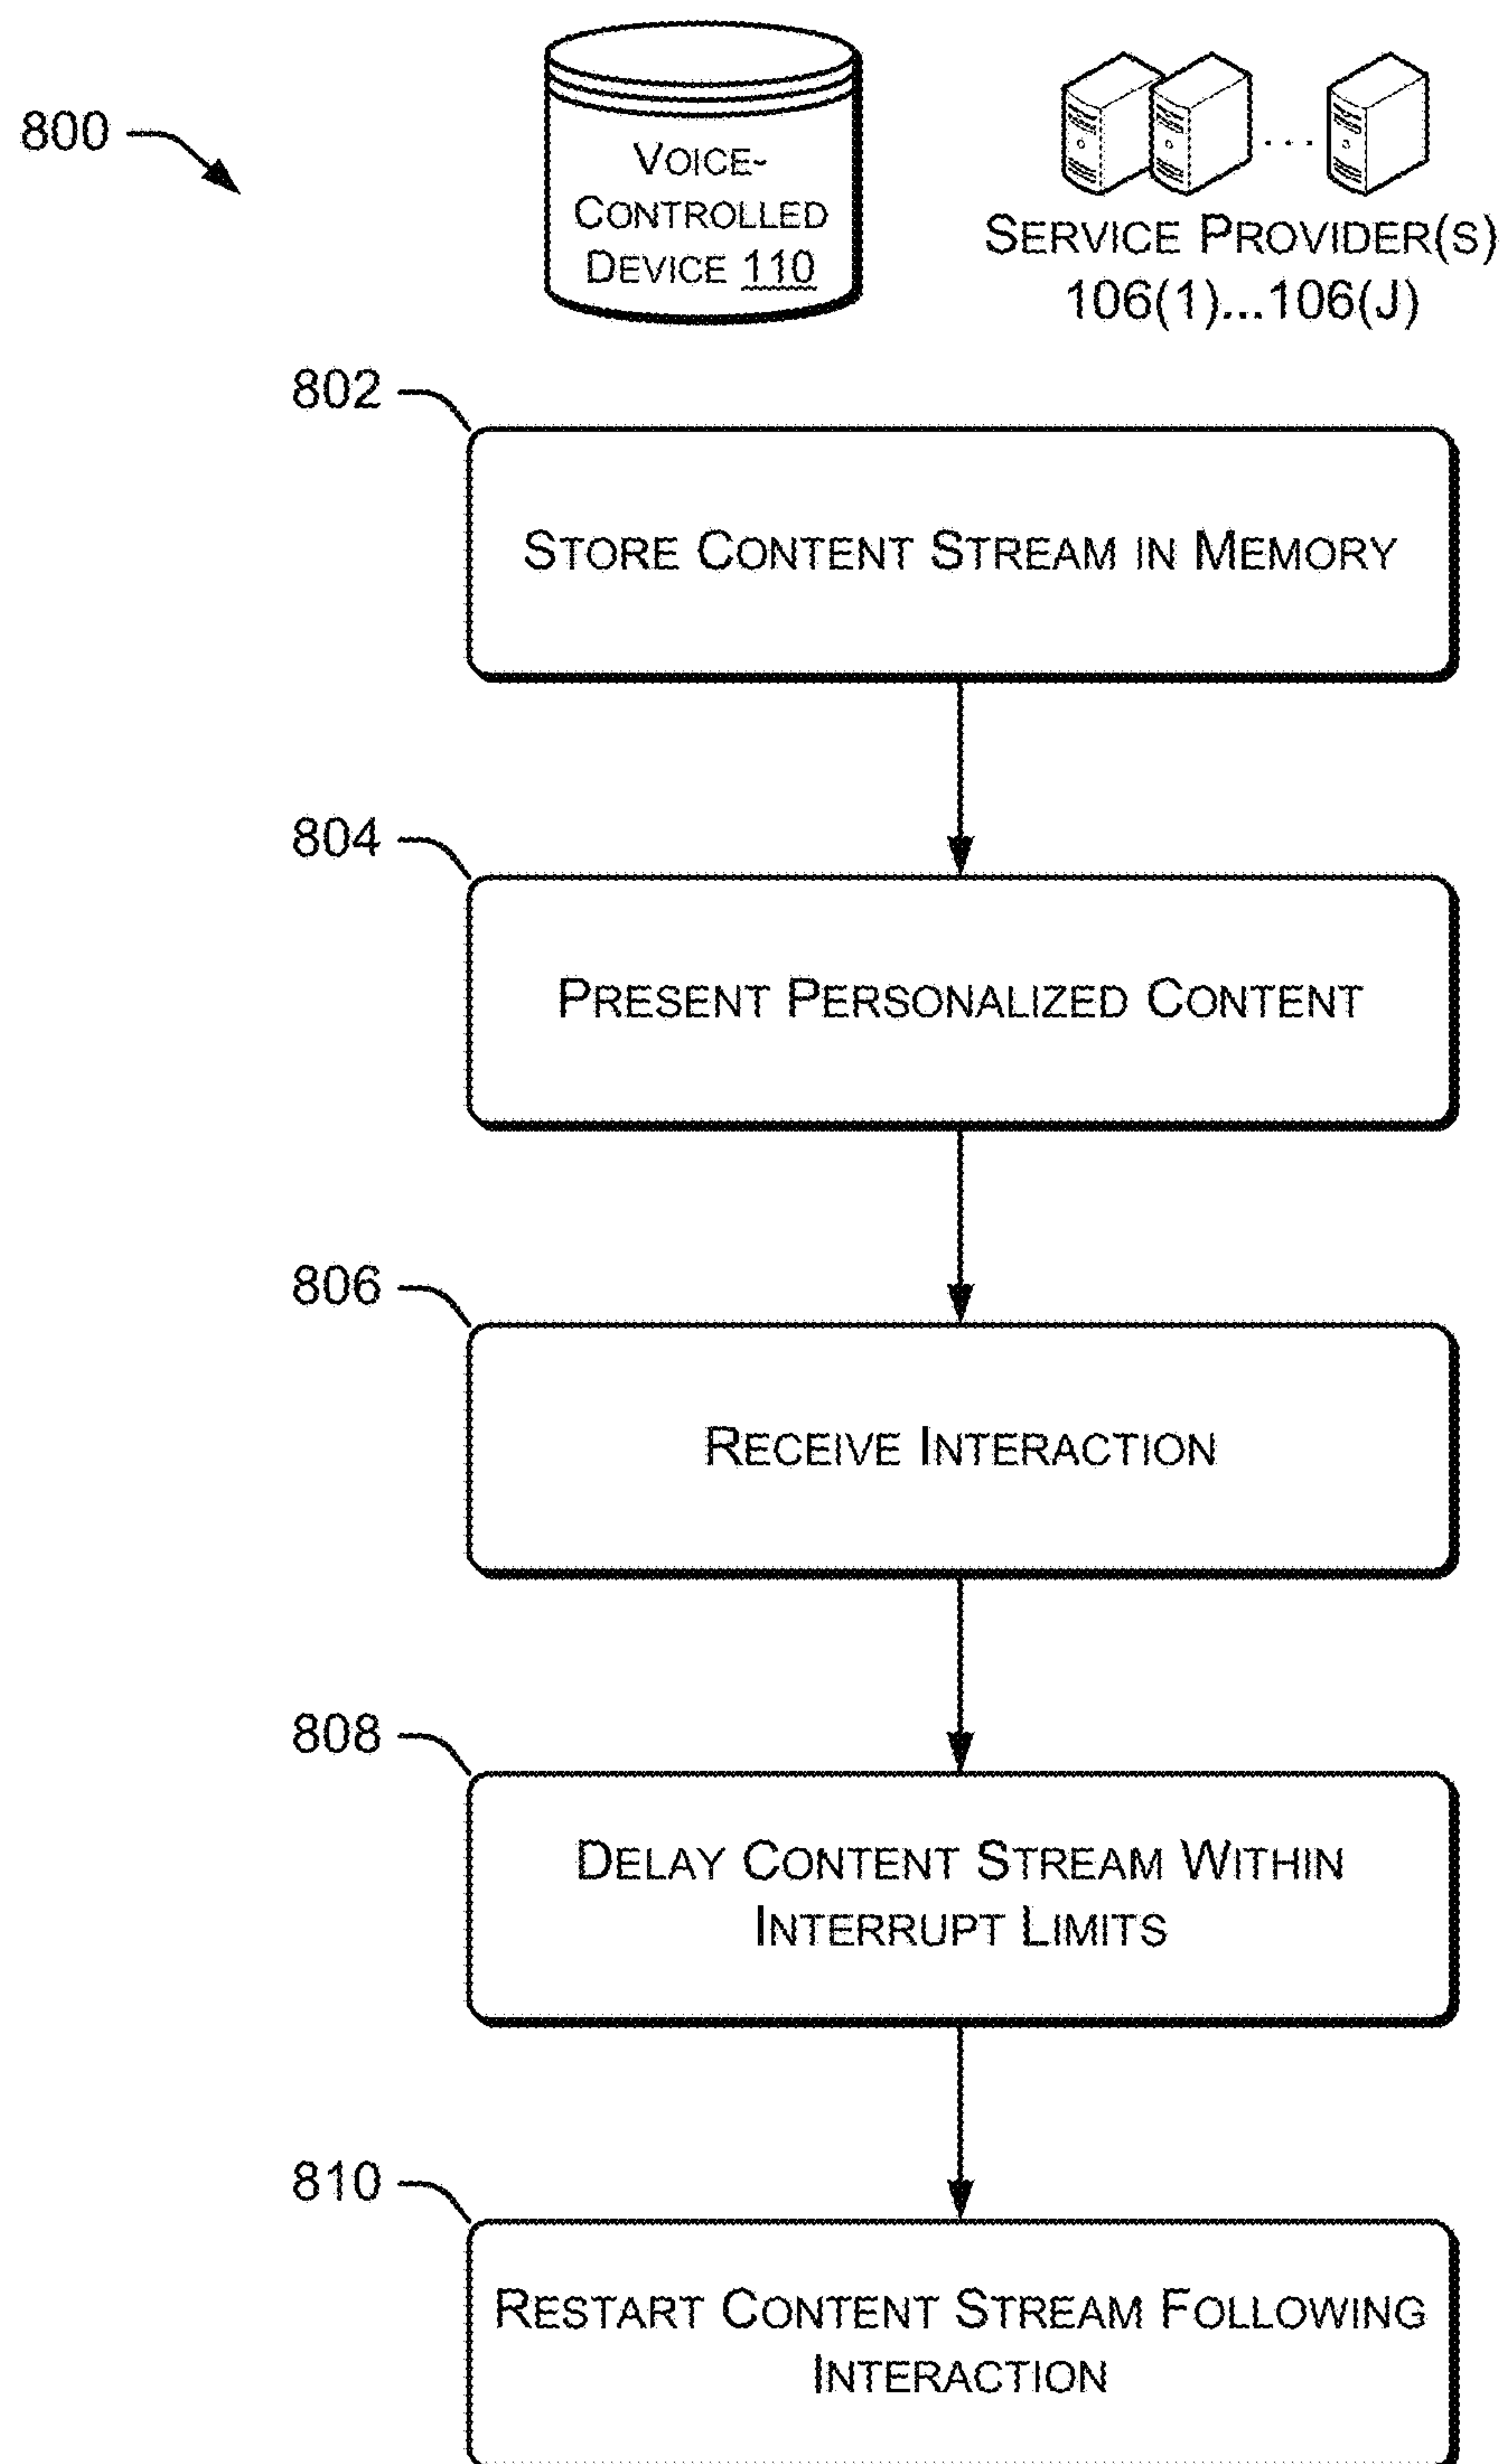 800
VOICE-
CONTROLLED
DEVICE 110
...
SERVICE PROVIDER(S)
106(1)...106(J)
802
STORE CONTENT STREAM IN MEMORY
804
PRESENT PERSONALIZED CONTENT
806
RECEIVE INTERACTION
808
DELAY CONTENT STREAM WITHIN
INTERRUPT LIMITS
810
RESTART CONTENT STREAM FOLLOWING
INTERACTION